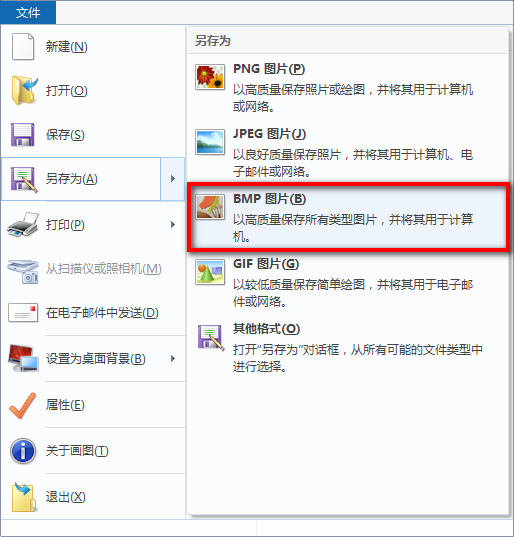 文件
新建(N)
打开(O)
保存(S)
另存为(A)
打印(P)
从扫描仪或照相机(M)
在电子邮件中发送(D)
设置为桌面背景(B)
属性(E)
关于画图(T)
退出(X)
另存为
PNG 图片(P)
以高质量保存照片或绘图，并将其用于计算机
或网络。
JPEG 图片(J)
以良好质量保存照片，并将其用于计算机、电
子邮件或网络。
BMP 图片(B)
以高质量保存所有类型图片，并将其用于计算
机。
GIF 图片(G)
以较低质量保存简单绘图，并将其用于电子邮
件或网络。
其他格式(O)
打开"另存为"对话框，从所有可能的文件类型中
进行选择。